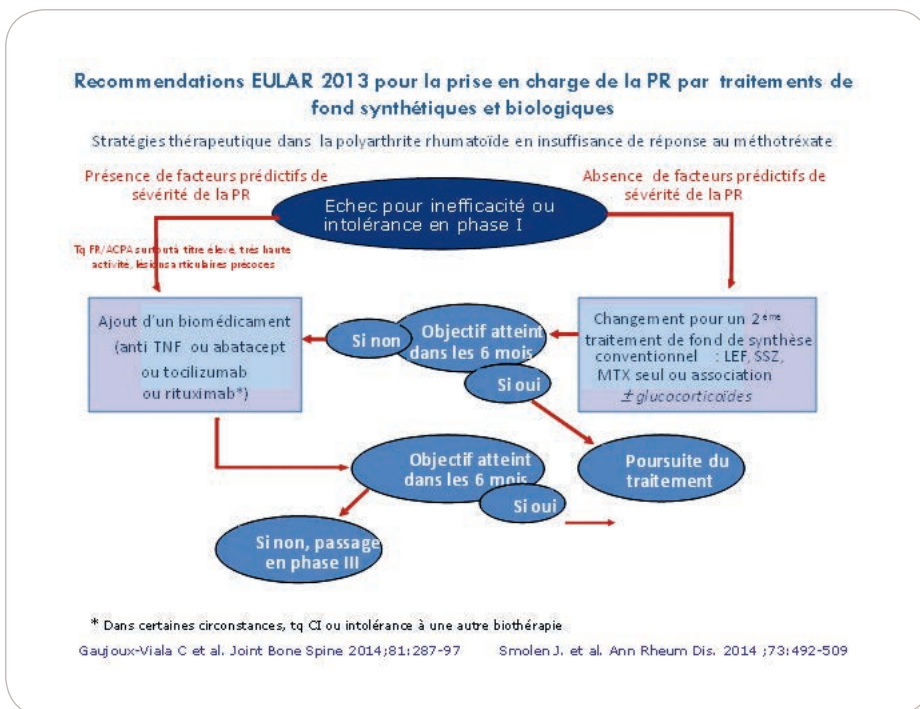 Recommendations EULAR 2013 pour la prise en charge de la PR par traitements de
fond synthétiques et biologiques
Stratégies thérapeutique dans la polyarthrite rhumatoïde en insuffisance de réponse au méthotréxate
Présence de facteurs prédictifs de
sévérité de la PR
Absence de facteurs prédictifs de
sévérité de la PR
Echec pour inefficacité ou
intolérance en phase I
Tq FR/ACPA surtout à titre élevé, très haute
activité, lésions articulaires précoces
Ajout d'un biomédicament
(anti TNF ou abatacept
ou tocilizumab
ou rituximab*)
Si non
Objectif atteint
dans les 6 mois
Si oui
Changement pour un 2ème
traitement de fond de synthèse
conventionnel : LEF, SSZ,
MTX seul ou association
± glucocorticoïdes
Objectif atteint
dans les 6 mois
Si oui
Poursuite du
traitement
Si non, passage
en phase III
* Dans certaines circonstances, tq CI ou intolérance à une autre biothérapie
Gaujoux-Viala C et al. Joint Bone Spine 2014;81:287-97
Smolen J. et al. Ann Rheum Dis. 2014 ;73:492-509